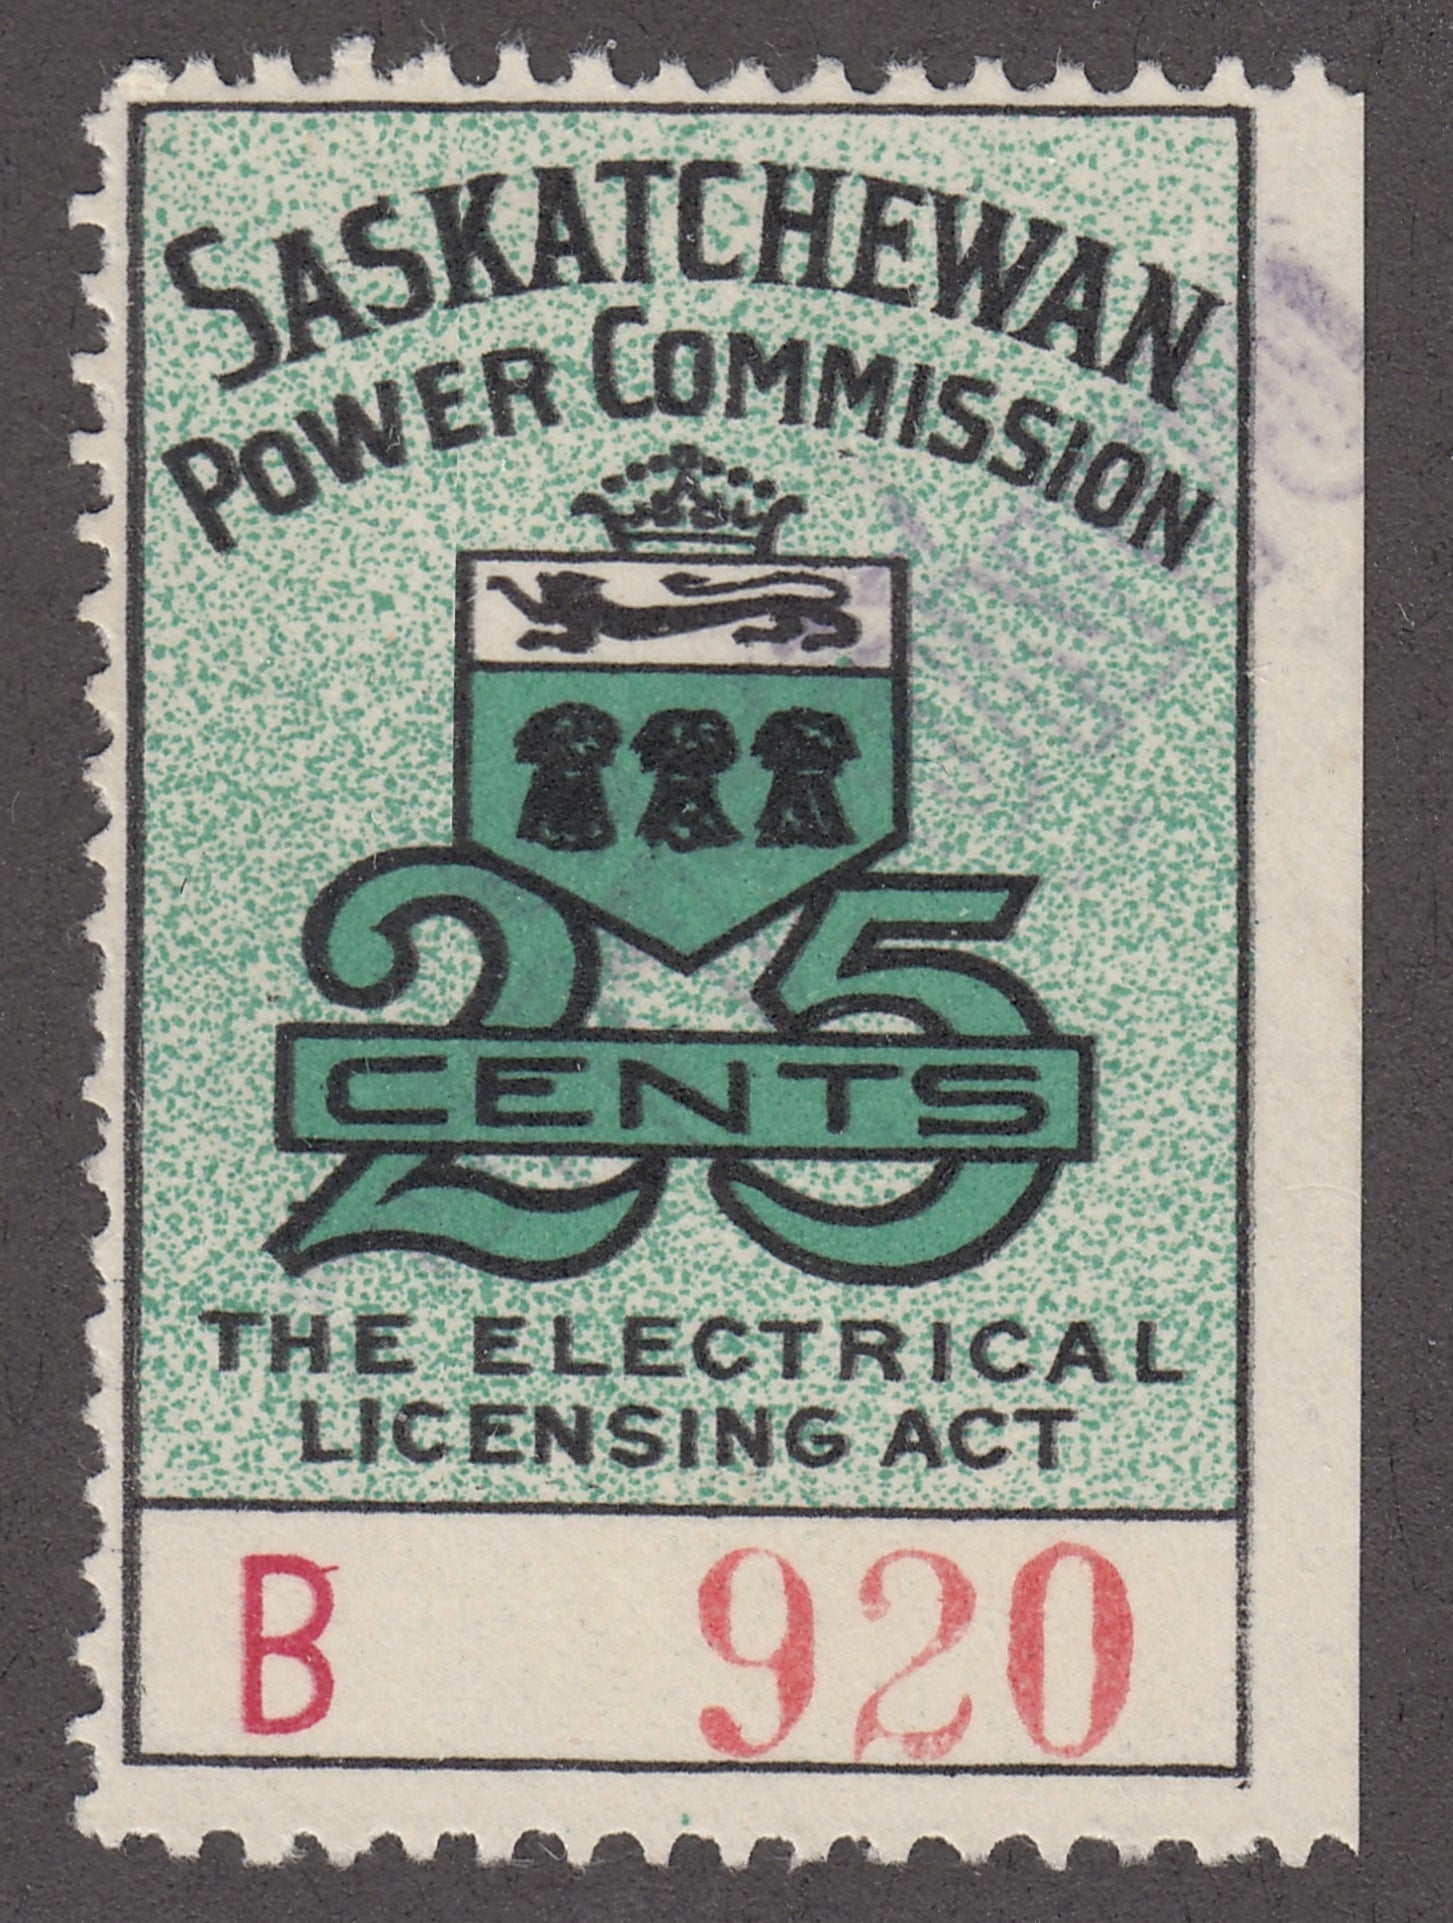 SASKATCHEWAN
POWER COMMISSION
25
CENTS
THE ELECTRICAL
LICENSING ACT
B 920